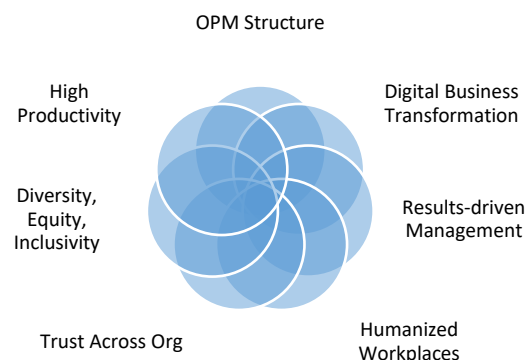 OPM Structure
High
Productivity
Digital Business
Transformation
Diversity,
Equity,
Inclusivity
Results-driven
Management
Trust Across Org
Humanized
Workplaces